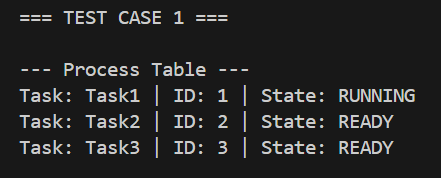 === TEST CASE 1 ===
--- Process Table ---
Task: Task1 | ID: 1 | State: RUNNING
Task: Task2 | ID: 2 | State: READY
Task: Task3 | ID: 3 | State: READY